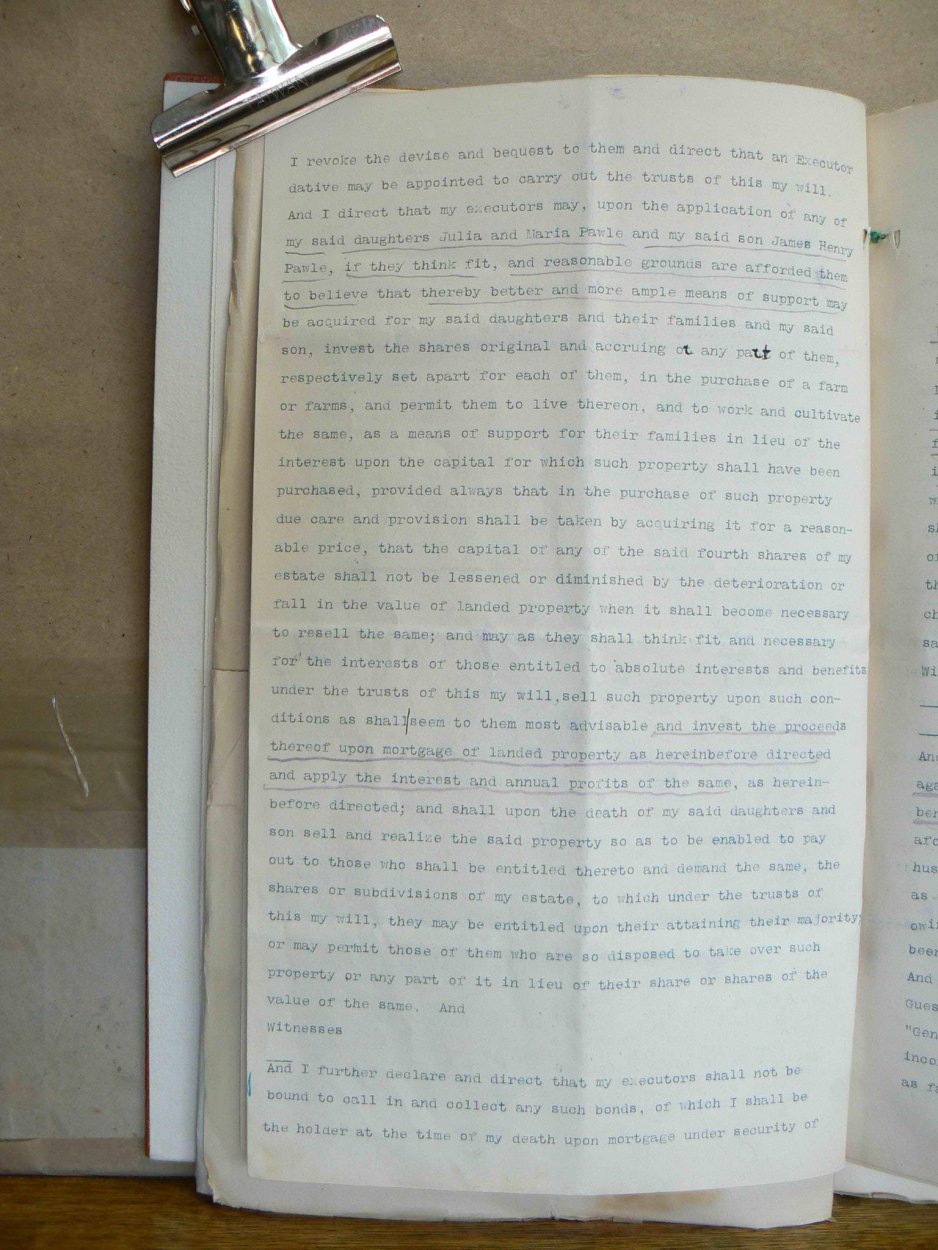 TAIWAN
I revoke the devise and bequest to them and direct that an Executor
dative may be appointed to carry out the trusts of this my will.
And I direct that my executors may, upon the application of any of
my said daughters Julia and Maria Pawle and my said son James Henry
Pawle, if they think fit, and reasonable grounds are afforded them
to believe that thereby better and more ample means of support may
be acquired for my said daughters and their families and my said
son, invest the shares original and accruing ot any patt of them,
respectively set apart for each of them, in the purchase of a farm
or farms, and permit them to live thereon, and to work and cultivate
the same, as a means of support for their families in lieu of the
interest upon the capital for which such property shall have been
purchased, provided always that in the purchase of such property
due care and provision shall be taken by acquiring it for a reason-
able price, that the capital of any of the said fourth shares of my
estate shall not be lessened or diminished by the deterioration or
fall in the value of landed property when it shall become necessary
to resell the same; and may as they shall think fit and necessary
for the interests of those entitled to absolute interests and benefits
under the trusts of this my will, sell such property upon such con-
ditions as shall seem to them most advisable and invest the proceeds
thereof upon mortgage of landed property as hereinbefore directed
and apply the interest and annual profits of the same, as herein-
before directed; and shall upon the death of my said daughters and
son sell and realize the said property so as to be enabled to pay
out to those who shall be entitled thereto and demand the same, the
shares or subdivisions of my estate, to which under the trusts of
this my will, they may be entitled upon their attaining their majority;
or may permit those of them who are so disposed to take over such
property or any part of it in lieu of their share or shares of the
value of the same. And
Witnesses
And I further declare and direct that my executors shall not be
bound to call in and collect any such bonds, of which I shall be
the holder at the time of my death upon mortgage under security of